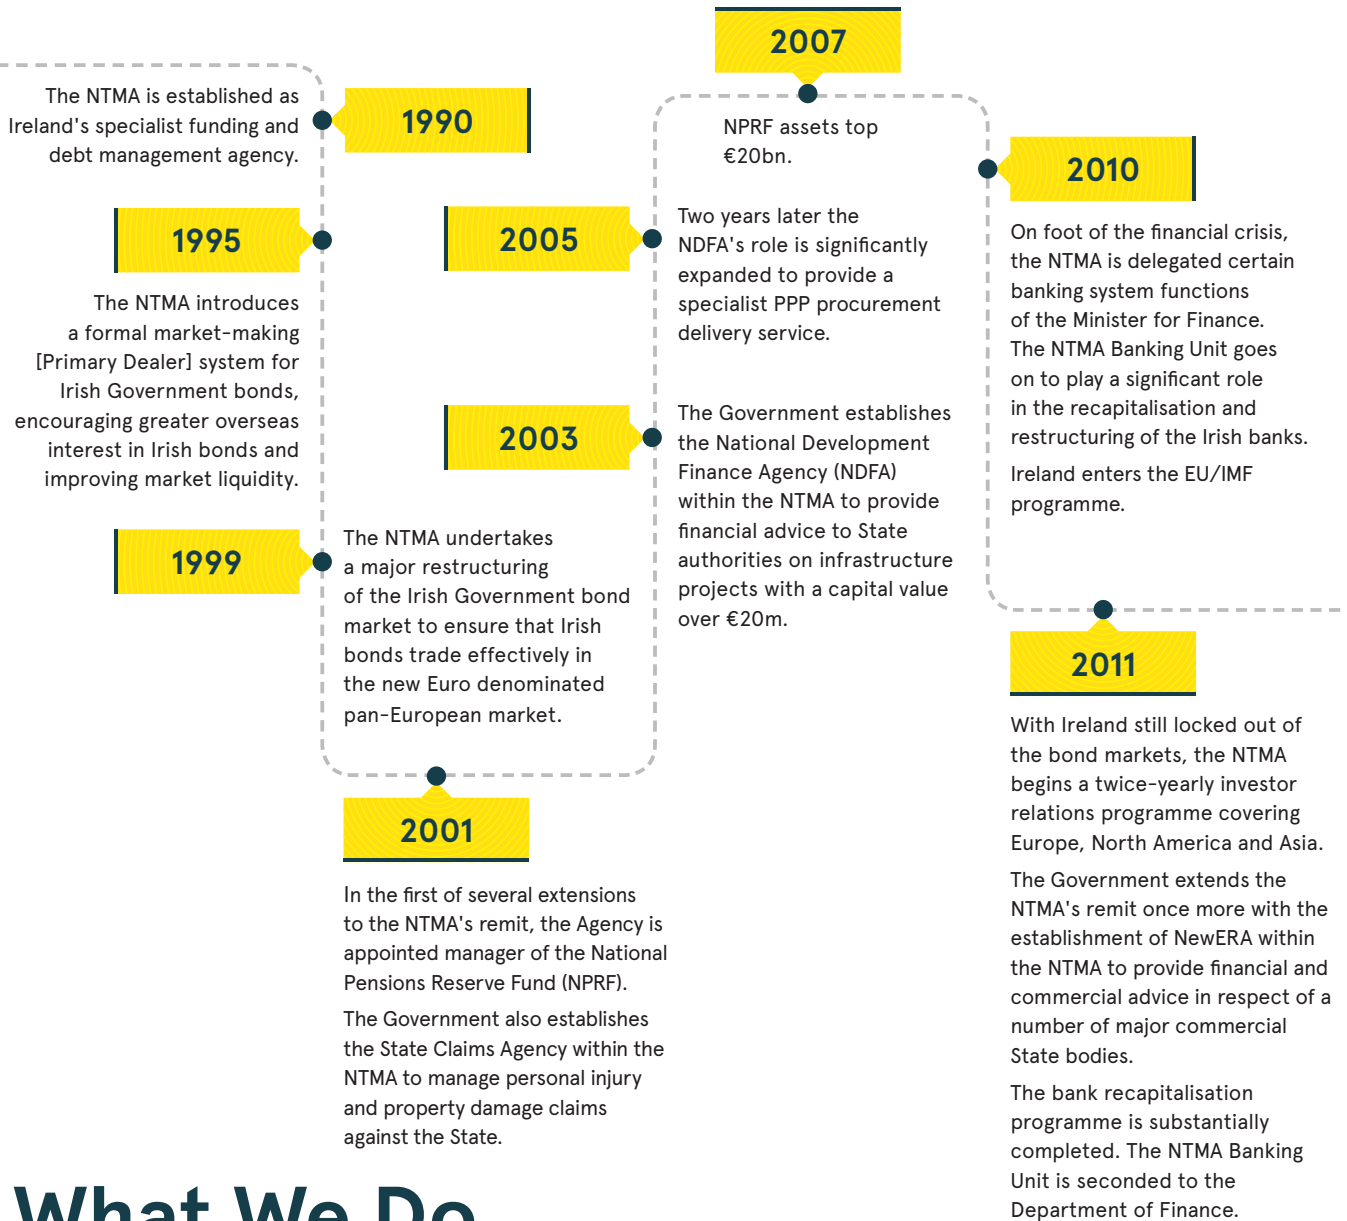 1990
The NTMA is established as
Ireland's specialist funding and
debt management agency.
1995
The NTMA introduces
a formal market-making
[Primary Dealer] system for
Irish Government bonds,
encouraging greater overseas
interest in Irish bonds and
improving market liquidity.
1999
The NTMA undertakes
a major restructuring
of the Irish Government bond
market to ensure that Irish
bonds trade effectively in
the new Euro denominated
pan-European market.
2001
In the first of several extensions
to the NTMA's remit, the Agency is
appointed manager of the National
Pensions Reserve Fund (NPRF).
The Government also establishes
the State Claims Agency within the
NTMA to manage personal injury
and property damage claims
against the State.
2003
The Government establishes
the National Development
Finance Agency (NDFA)
within the NTMA to provide
financial advice to State
authorities on infrastructure
projects with a capital value
over €20m.
2005
Two years later the
NDFA's role is significantly
expanded to provide a
specialist PPP procurement
delivery service.
2007
NPRF assets top
€20bn.
2010
On foot of the financial crisis,
the NTMA is delegated certain
banking system functions
of the Minister for Finance.
The NTMA Banking Unit goes
on to play a significant role
in the recapitalisation and
restructuring of the Irish banks.
Ireland enters the EU/IMF
programme.
2011
With Ireland still locked out of
the bond markets, the NTMA
begins a twice-yearly investor
relations programme covering
Europe, North America and Asia.
The Government extends the
NTMA's remit once more with the
establishment of NewERA within
the NTMA to provide financial and
commercial advice in respect of a
number of major commercial
State bodies.
The bank recapitalisation
programme is substantially
completed. The NTMA Banking
Unit is seconded to the
Department of Finance.
What We Do